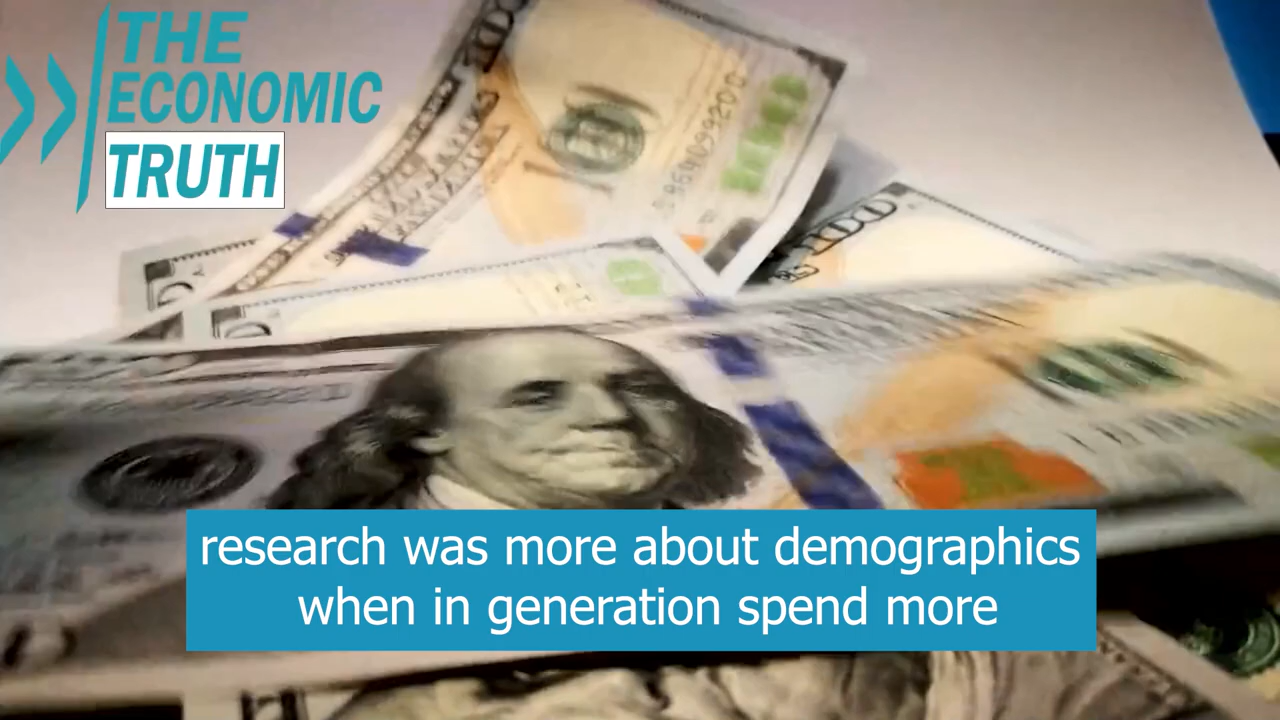 THE
ECONOMIC
TRUTH
research was more about demographics
when in generation spend more